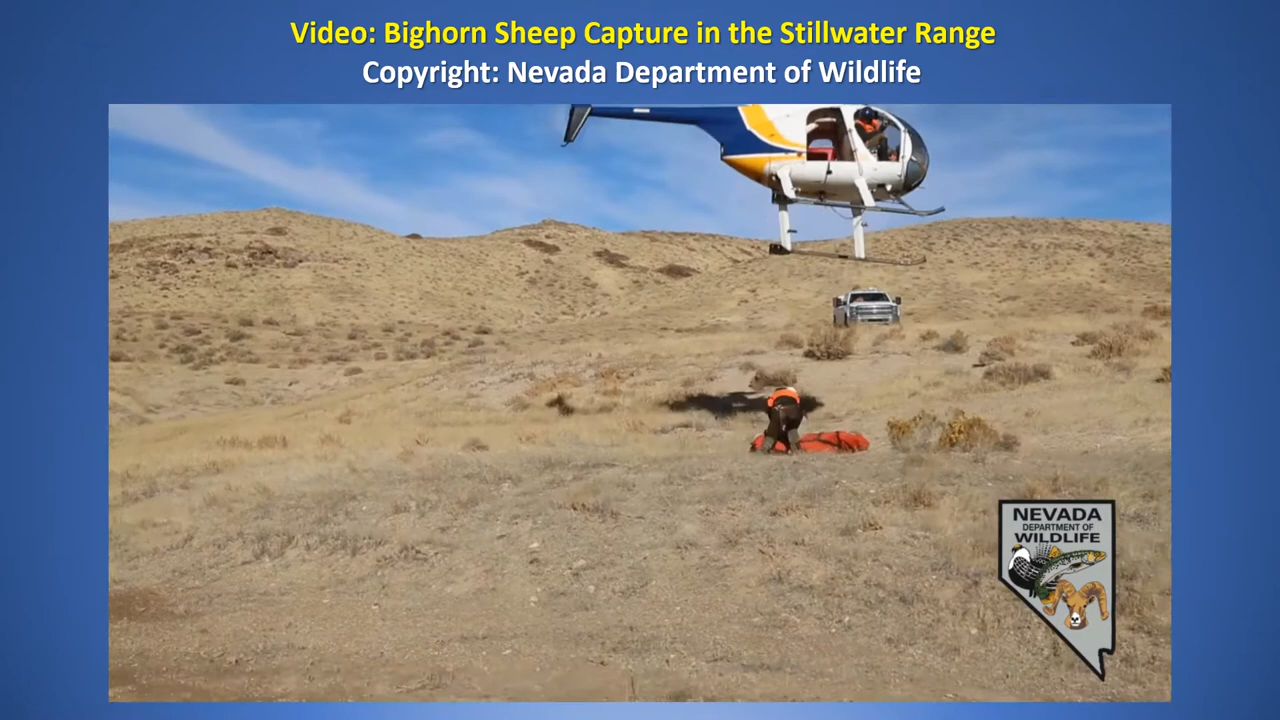 Video: Bighorn Sheep Capture in the Stillwater Range
Copyright: Nevada Department of Wildlife
NEVADA
DEPARTMENT OF
WILDLIFE